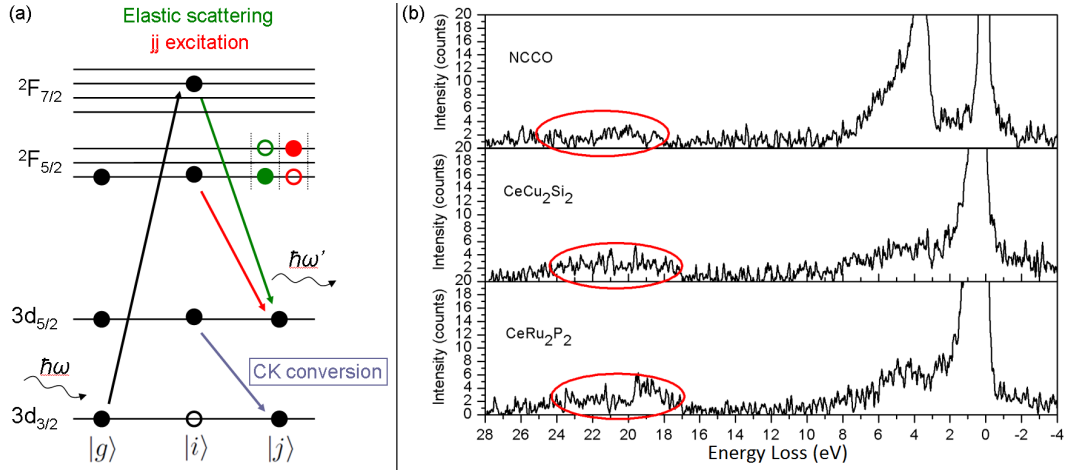 (a)
Elastic scattering
jj excitation
²F₇/₂
²F₅/₂
ħω’
3d₅/₂
CK conversion
ħω
3d₃/₂
|g⟩ |i⟩ |j⟩
(b)
NCCO
Intensity (counts)
20
18
16
14
12
10
8
6
4
2
CeCu₂Si₂
Intensity (counts)
20
18
16
14
12
10
8
6
4
2
CeRu₂P₂
Intensity (counts)
20
18
16
14
12
10
8
6
4
2
0
28 26 24 22 20 18 16 14 12 10 8 6 4 2 0 -2 -4
Energy Loss (eV)